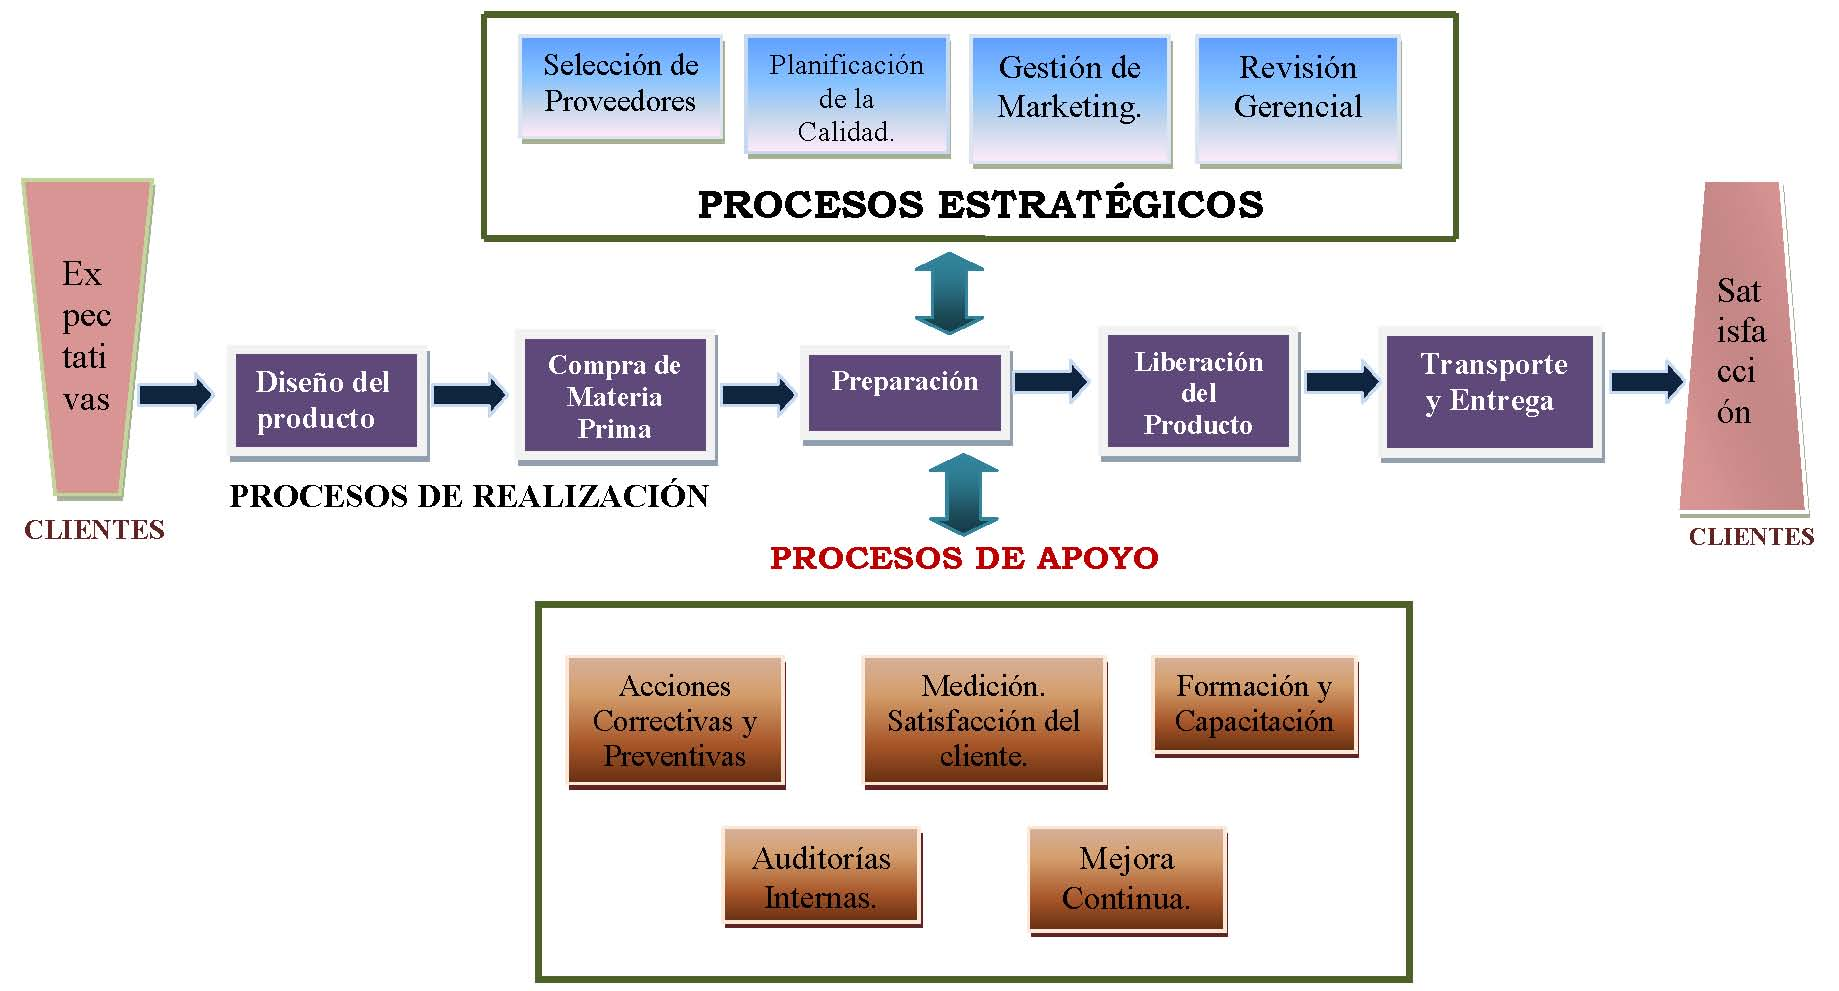 Selección de
Proveedores
Planificación
de la
Calidad.
Gestión de
Marketing.
Revisión
Gerencial
PROCESOS ESTRATÉGICOS
Ex
pec
tati
vas
CLIENTES
Diseño del
producto
Compra de
Materia
Prima
Preparación
Liberación
del
Producto
Transporte
y Entrega
Sat
isfa
cci
ón
CLIENTES
PROCESOS DE REALIZACIÓN
PROCESOS DE APOYO
Acciones
Correctivas y
Preventivas
Medición.
Satisfacción del
cliente.
Formación y
Capacitación
Auditorías
Internas.
Mejora
Continua.